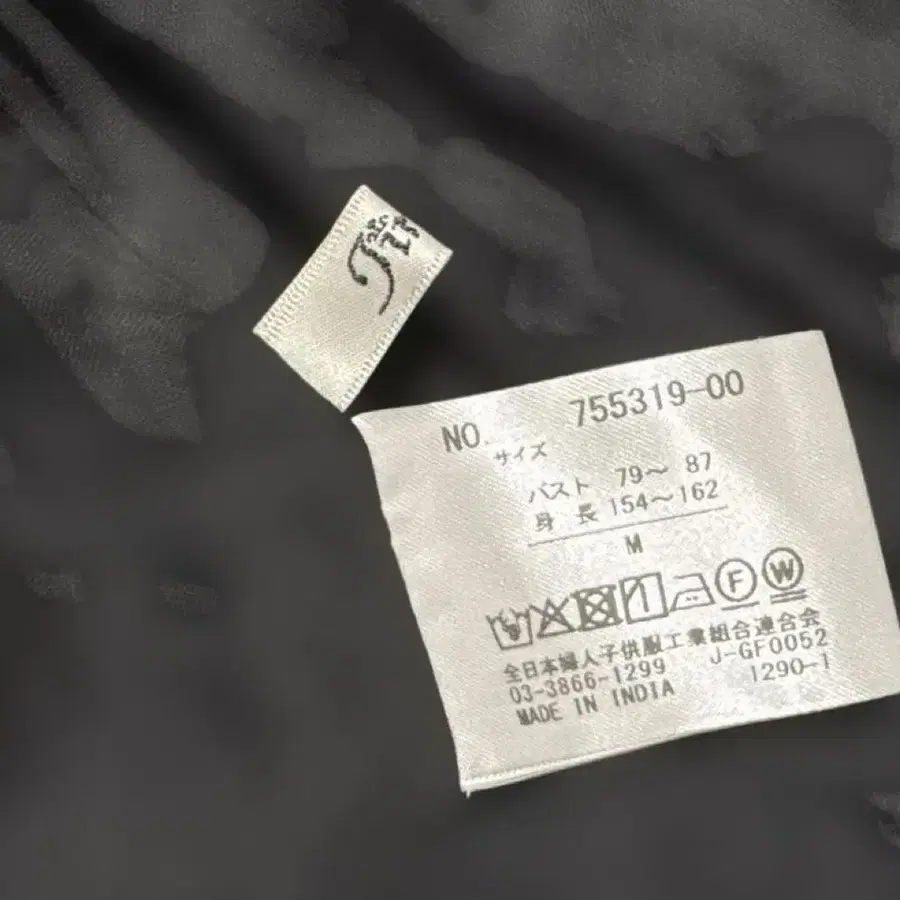 NO. 755319-00
サイズ
バスト 79～ 87
身 長 154～162
M
F W
全日本婦人子供服工業組合連合会
03-3866-1299 J-GF0052
MADE IN INDIA 1290-1